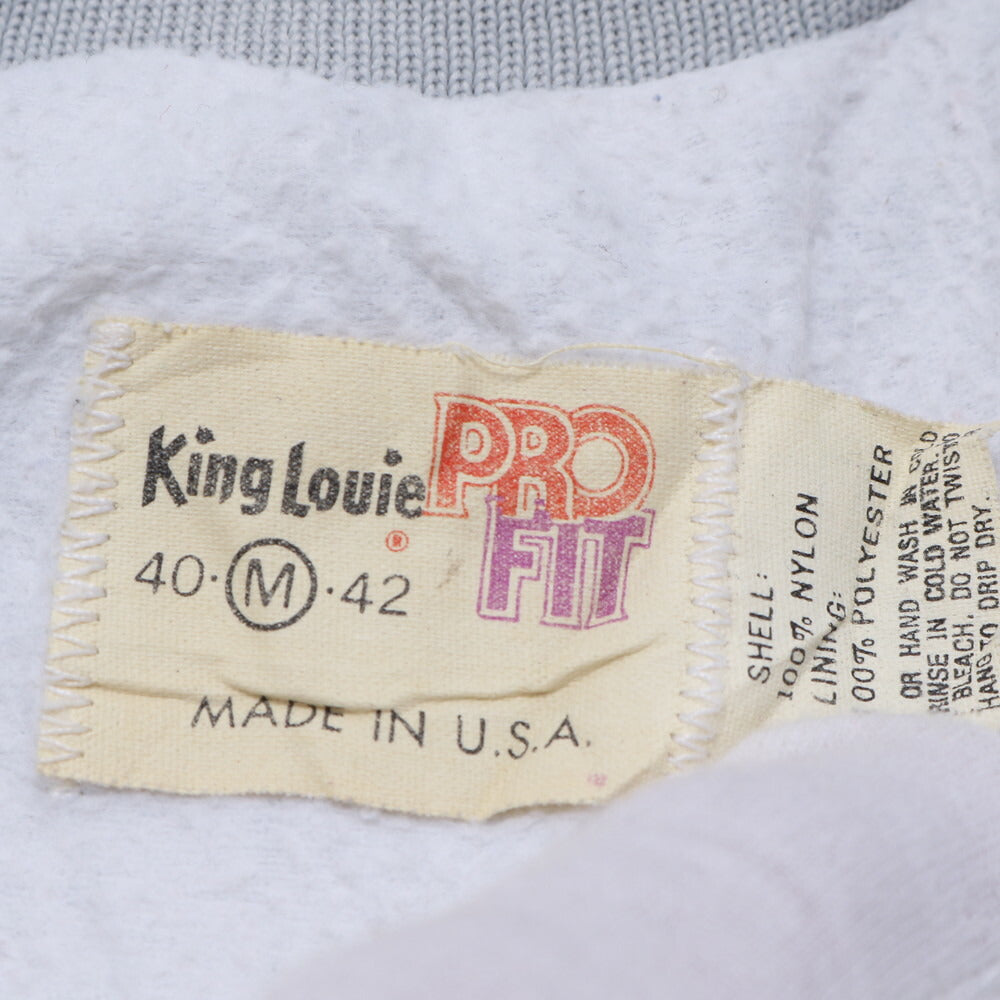 King Louie
PRO
FIT
®
40·M·42
MADE IN U.S.A.
SHELL:
100% NYLON
LINING:
00% POLYESTER
OR HAND WASH IN COLD
RINSE IN COLD WATER. D
BLEACH, DO NOT TWIST
HANG TO DRIP DRY.